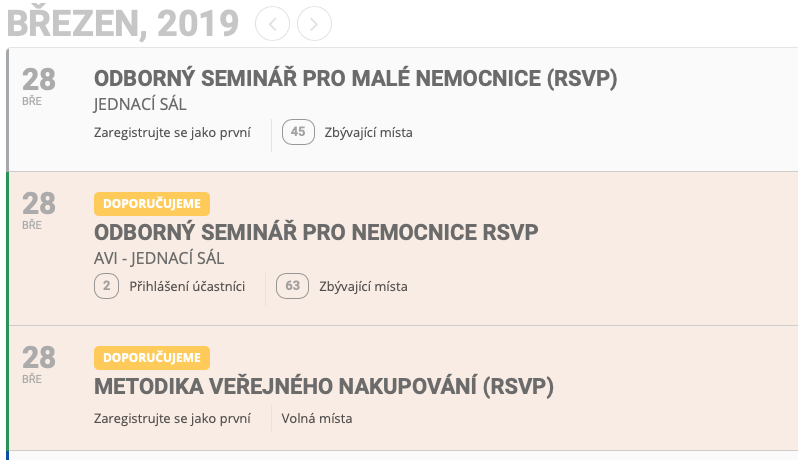 BŘEZEN, 2019
28
BŘE
ODBORNÝ SEMINÁŘ PRO MALÉ NEMOCNICE (RSVP)
JEDNACÍ SÁL
Zaregistrujte se jako první 45 Zbývající místa
28
BŘE
DOPORUČUJEME
ODBORNÝ SEMINÁŘ PRO NEMOCNICE RSVP
AVI - JEDNACÍ SÁL
2 Přihlášení účastníci 63 Zbývající místa
28
BŘE
DOPORUČUJEME
METODIKA VEŘEJNÉHO NAKUPOVÁNÍ (RSVP)
Zaregistrujte se jako první Volná místa